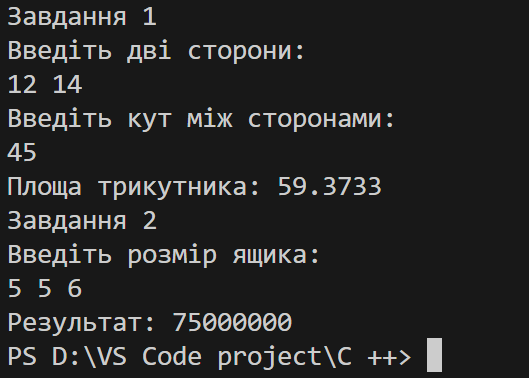 Завдання 1
Введіть дві сторони:
12 14
Введіть кут між сторонами:
45
Площа трикутника: 59.3733
Завдання 2
Введіть розмір ящика:
5 5 6
Результат: 75000000
PS D:\VS Code project\C ++>